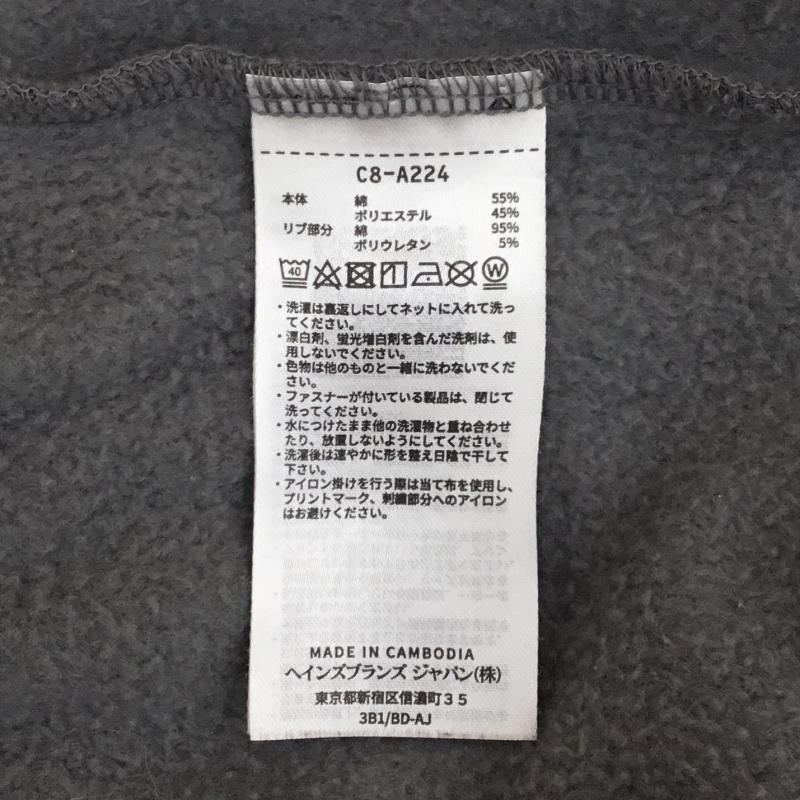 C8-A224
本体 綿 55%
ポリエステル 45%
リブ部分 綿 95%
ポリウレタン 5%
40 W
・洗濯は裏返しにしてネットに入れて洗っ
てください。
・漂白剤、蛍光増白剤を含んだ洗剤は、使
用しないでください。
・色物は他のものと一緒に洗わないでくだ
さい。
・ファスナーが付いている製品は、閉じて
洗ってください。
・水につけたまま他の洗濯物と重ね合わせ
たり、放置しないようにしてください。
・洗濯後は速やかに形を整え日陰で干して
下さい。
・アイロン掛けを行う際は当て布を使用し、
プリントマーク、刺繍部分へのアイロン
はお避けください。
MADE IN CAMBODIA
ヘインズブランズ ジャパン(株)
東京都新宿区信濃町35
3B1/BD-AJ